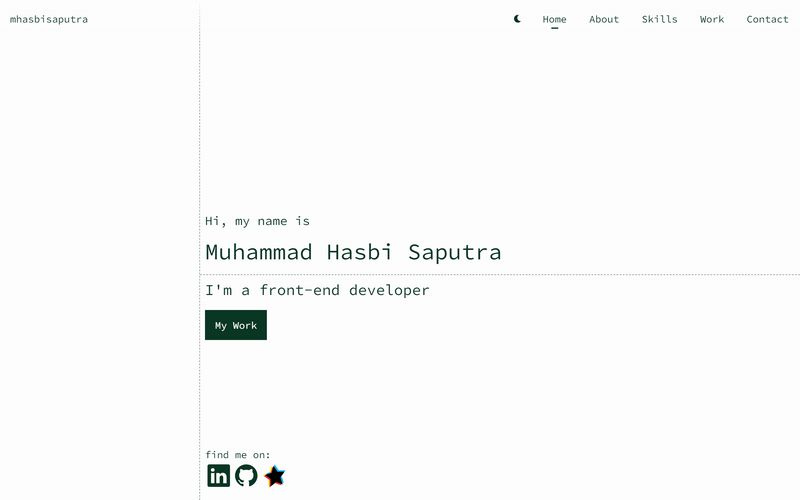 mhasbisaputra
Home About Skills Work Contact
Hi, my name is
Muhammad Hasbi Saputra
I'm a front-end developer
My Work
find me on:
in